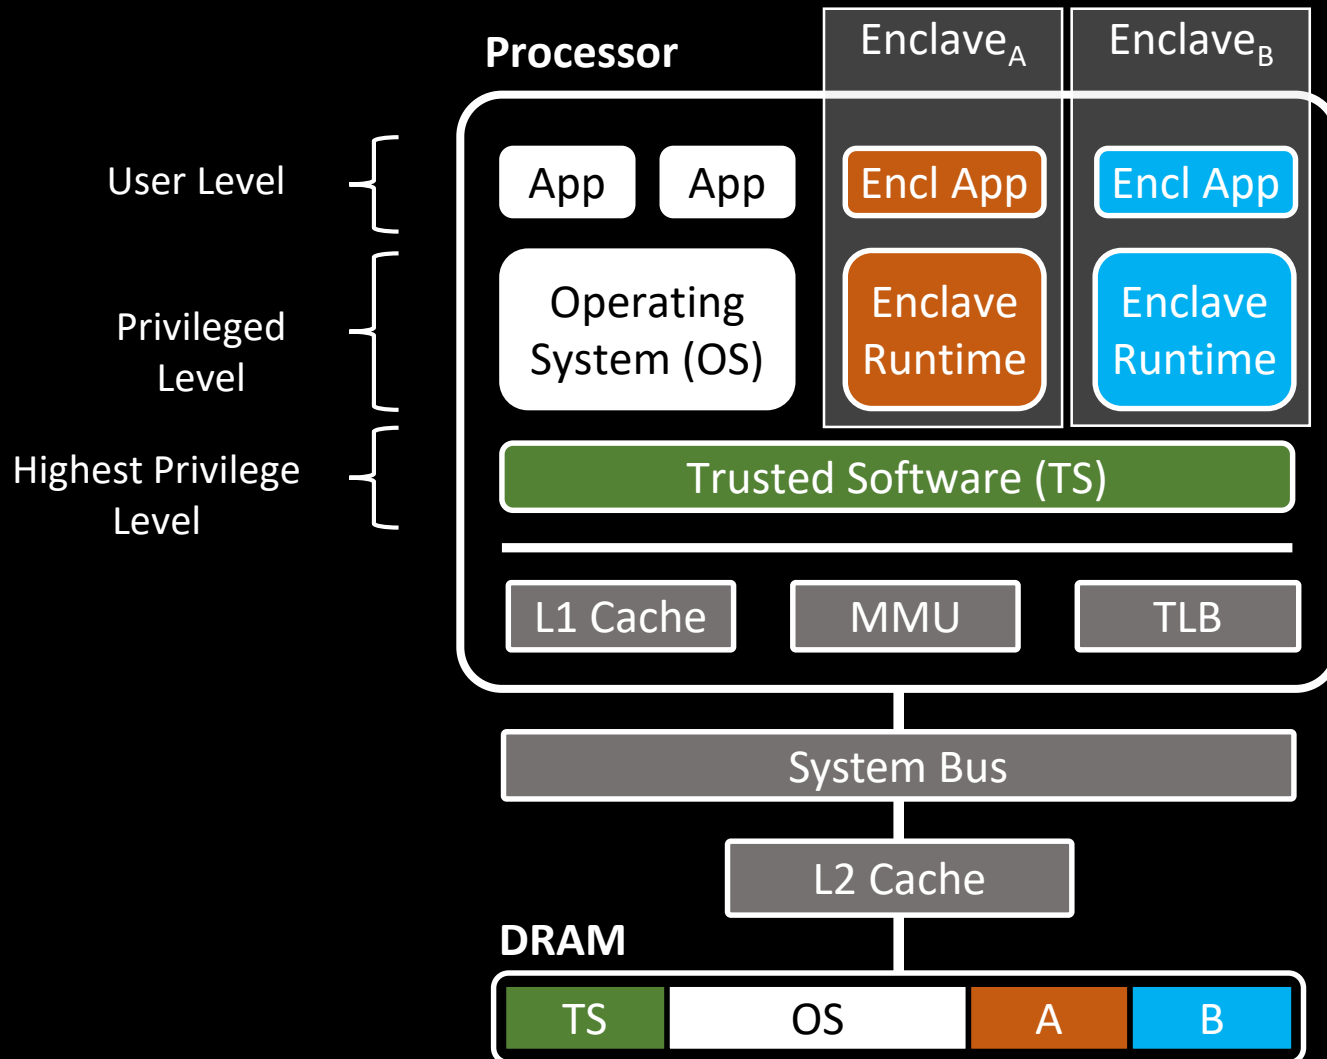 Processor
Enclave_A
Enclave_B
User Level
App
App
Encl App
Encl App
Privileged
Level
Operating
System (OS)
Enclave
Runtime
Enclave
Runtime
Highest Privilege
Level
Trusted Software (TS)
L1 Cache
MMU
TLB
System Bus
L2 Cache
DRAM
TS
OS
A
B